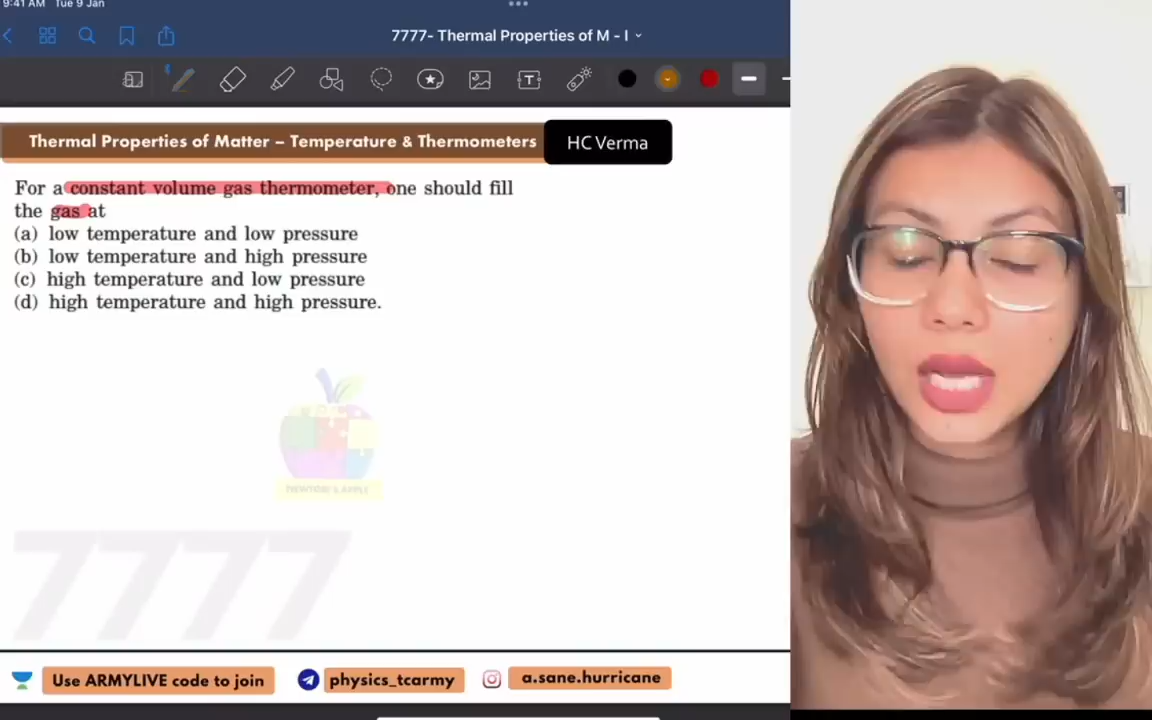 9:41 AM Tue 9 Jan
7777- Thermal Properties of M - I
T
Thermal Properties of Matter – Temperature & Thermometers
HC Verma
For a constant volume gas thermometer, one should fill
the gas at
(a) low temperature and low pressure
(b) low temperature and high pressure
(c) high temperature and low pressure
(d) high temperature and high pressure.
NEWTON'S APPLE
7777
Use ARMYLIVE code to join
physics_tcarmy
a.sane.hurricane